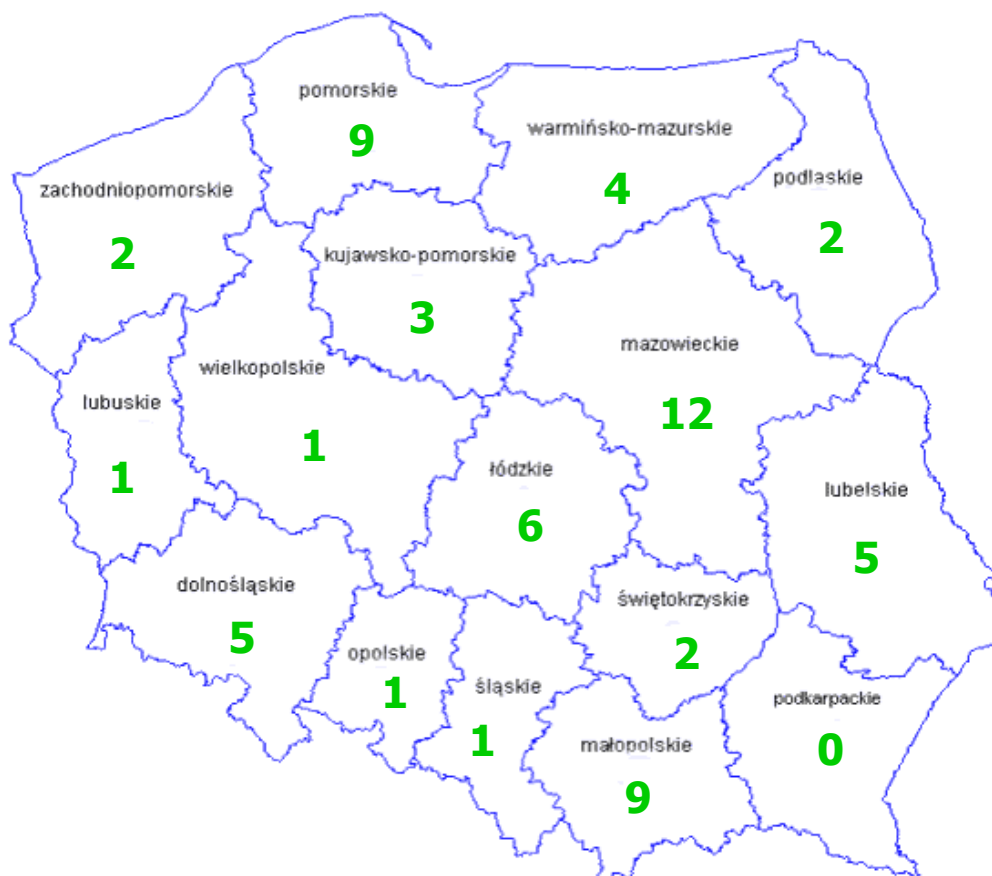 pomorskie
9
warmińsko-mazurskie
4
podlaskie
2
zachodniopomorskie
2
kujawsko-pomorskie
3
mazowieckie
12
wielkopolskie
1
lubuskie
1
łódzkie
6
lubelskie
5
dolnośląskie
5
świętokrzyskie
2
opolskie
1
śląskie
1
podkarpackie
0
małopolskie
9